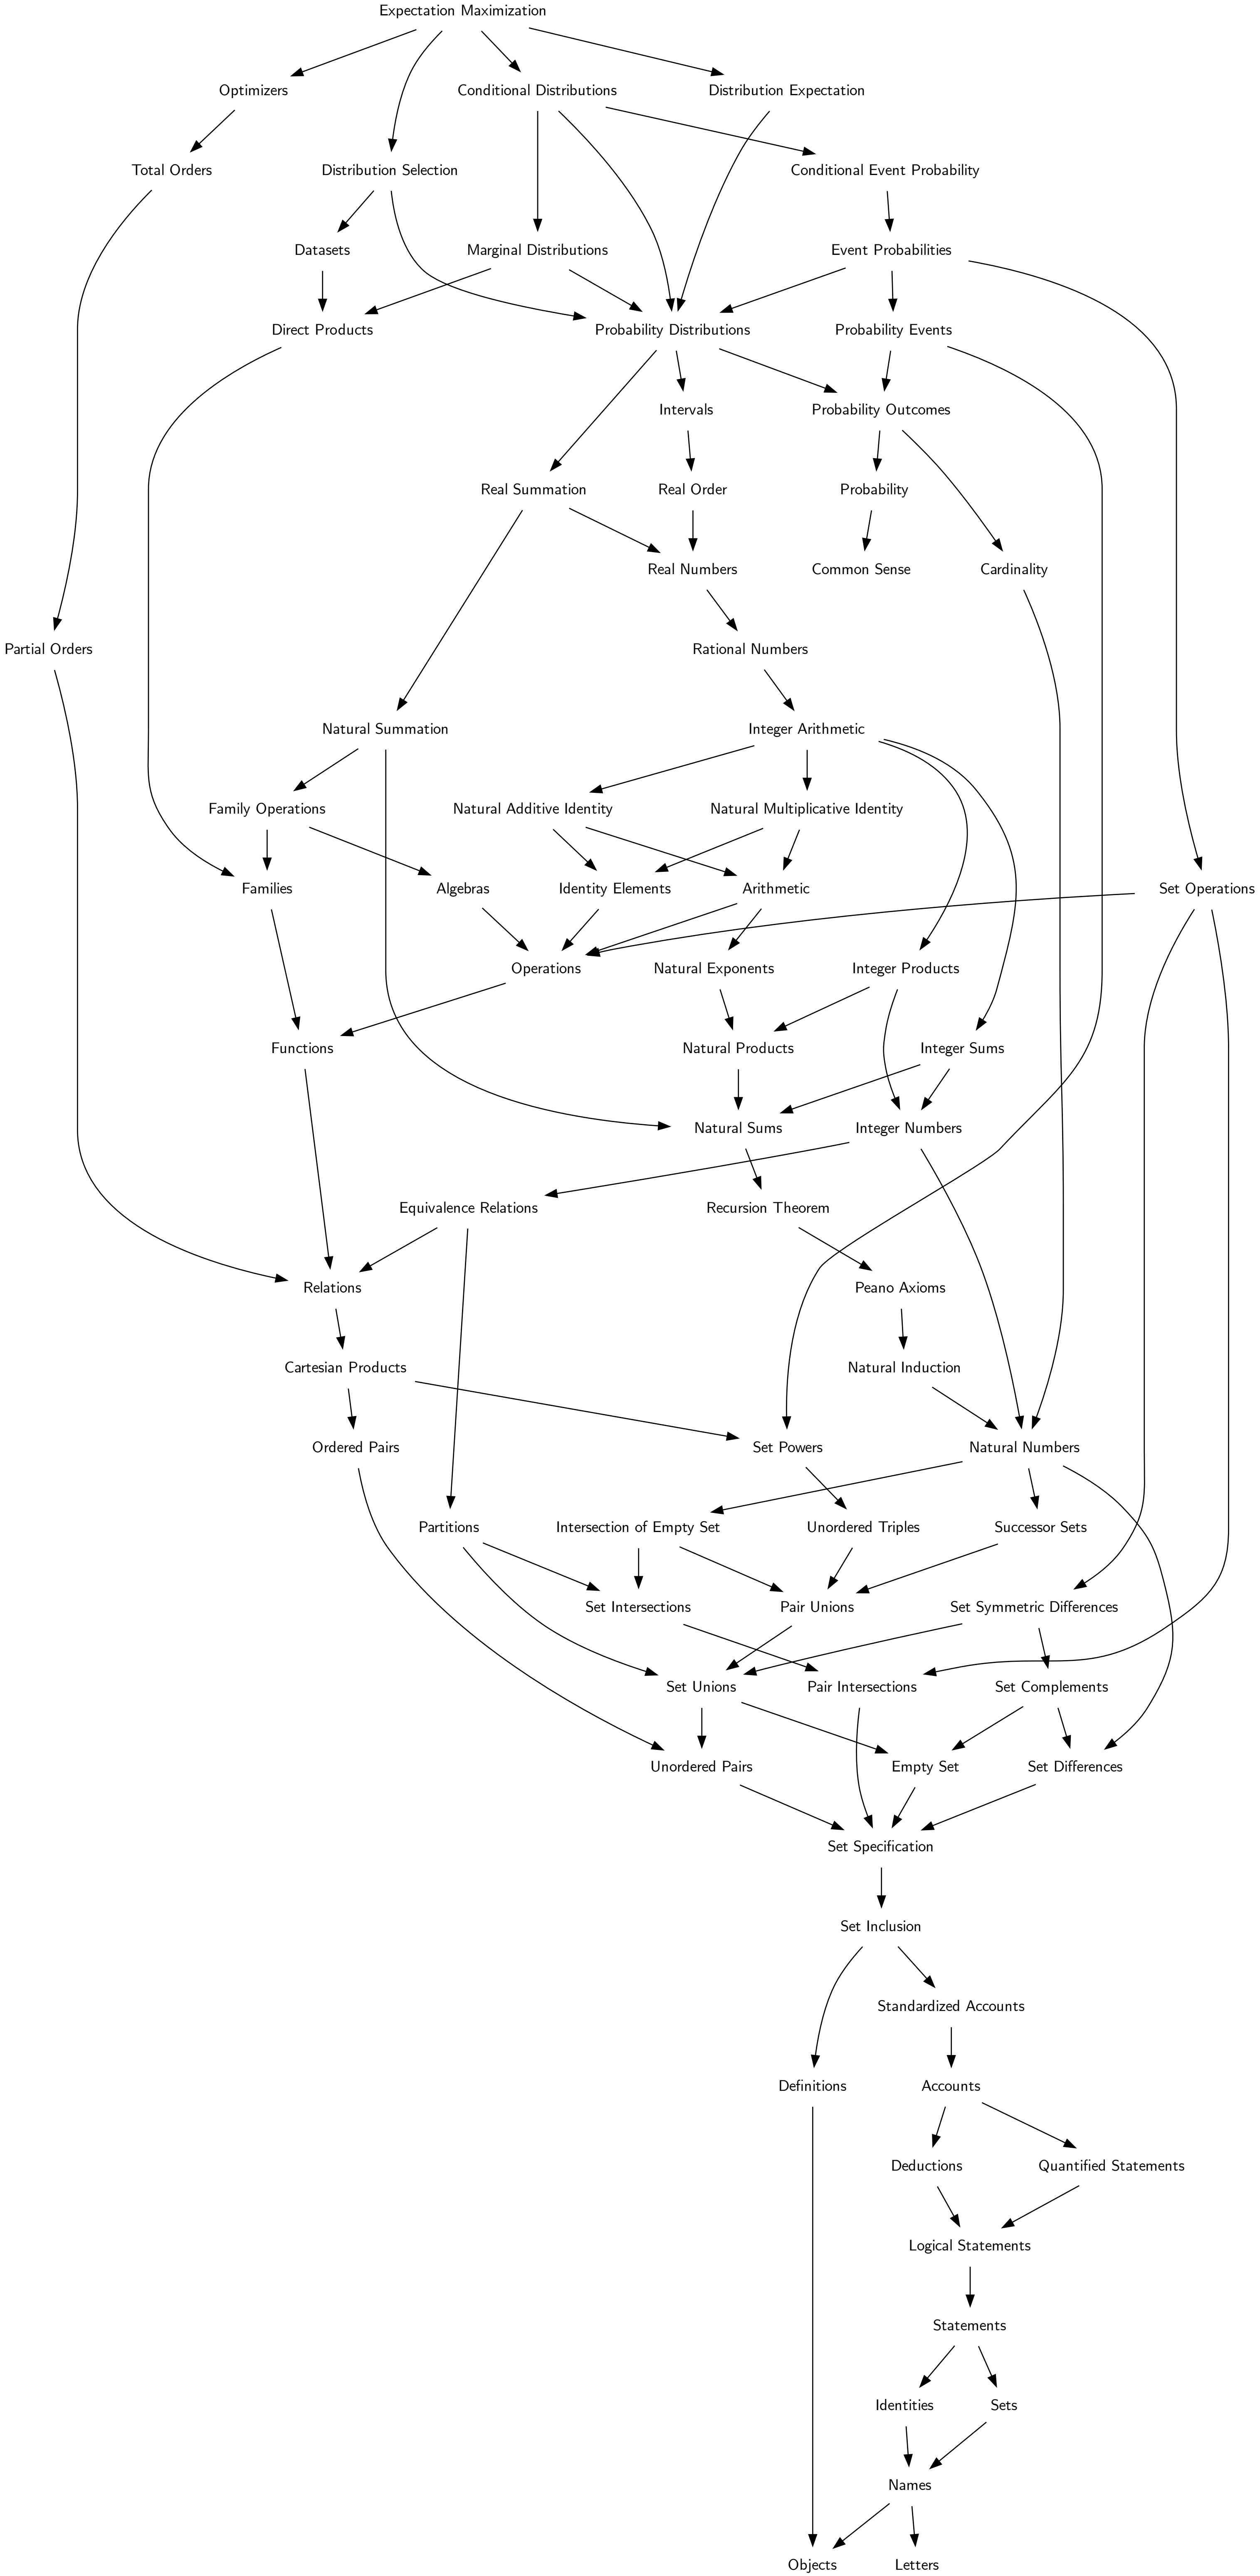 Expectation Maximization
Optimizers
Conditional Distributions
Distribution Expectation
Total Orders
Distribution Selection
Conditional Event Probability
Datasets
Marginal Distributions
Event Probabilities
Direct Products
Probability Distributions
Probability Events
Intervals
Probability Outcomes
Real Summation
Real Order
Probability
Real Numbers
Common Sense
Cardinality
Partial Orders
Rational Numbers
Natural Summation
Integer Arithmetic
Family Operations
Natural Additive Identity
Natural Multiplicative Identity
Families
Algebras
Identity Elements
Arithmetic
Set Operations
Operations
Natural Exponents
Integer Products
Functions
Natural Products
Integer Sums
Natural Sums
Integer Numbers
Equivalence Relations
Recursion Theorem
Relations
Peano Axioms
Cartesian Products
Natural Induction
Ordered Pairs
Set Powers
Natural Numbers
Partitions
Intersection of Empty Set
Unordered Triples
Successor Sets
Set Intersections
Pair Unions
Set Symmetric Differences
Set Unions
Pair Intersections
Set Complements
Unordered Pairs
Empty Set
Set Differences
Set Specification
Set Inclusion
Standardized Accounts
Definitions
Accounts
Deductions
Quantified Statements
Logical Statements
Statements
Identities
Sets
Names
Objects
Letters